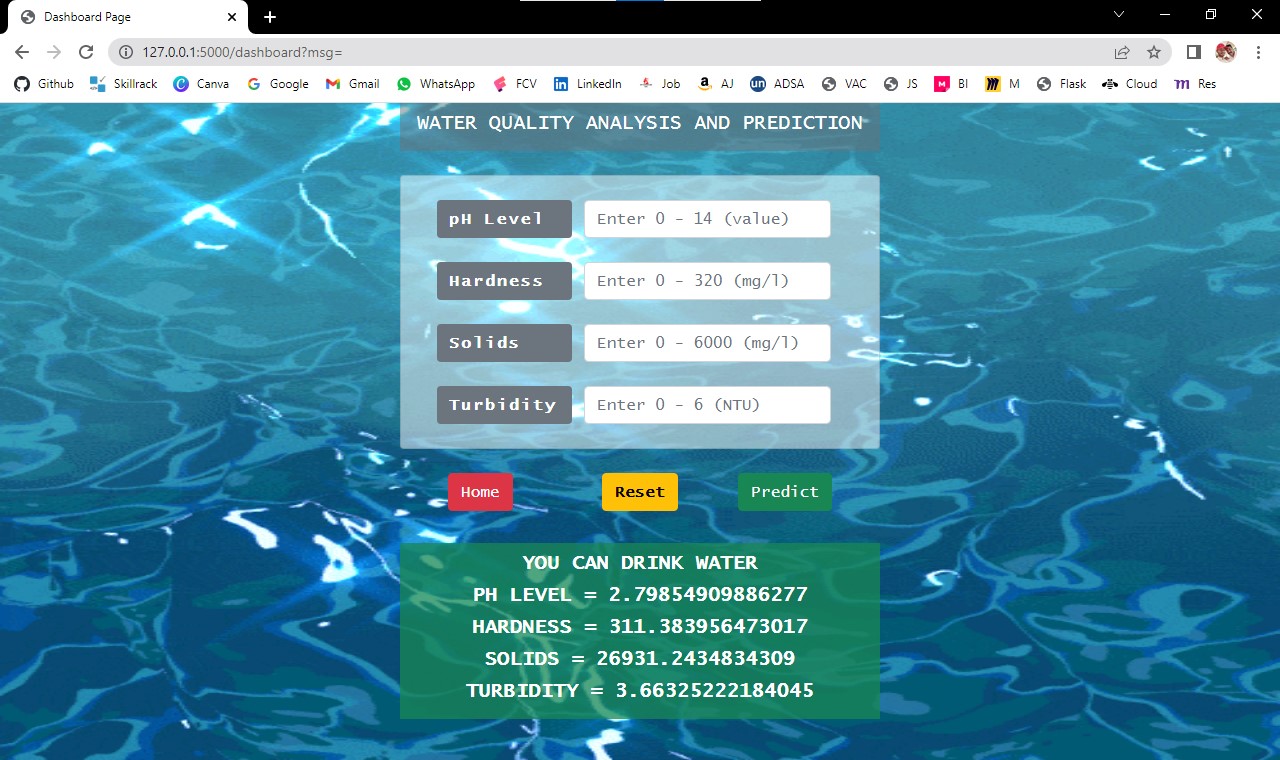 Dashboard Page
127.0.0.1:5000/dashboard?msg=
Github Skillrack Canva Google Gmail WhatsApp FCV LinkedIn Job AJ ADSA VAC JS BI M Flask Cloud Res
WATER QUALITY ANALYSIS AND PREDICTION
pH Level Enter 0 - 14 (value)
Hardness Enter 0 - 320 (mg/l)
Solids Enter 0 - 6000 (mg/l)
Turbidity Enter 0 - 6 (NTU)
Home Reset Predict
YOU CAN DRINK WATER
PH LEVEL = 2.79854909886277
HARDNESS = 311.383956473017
SOLIDS = 26931.2434834309
TURBIDITY = 3.66325222184045